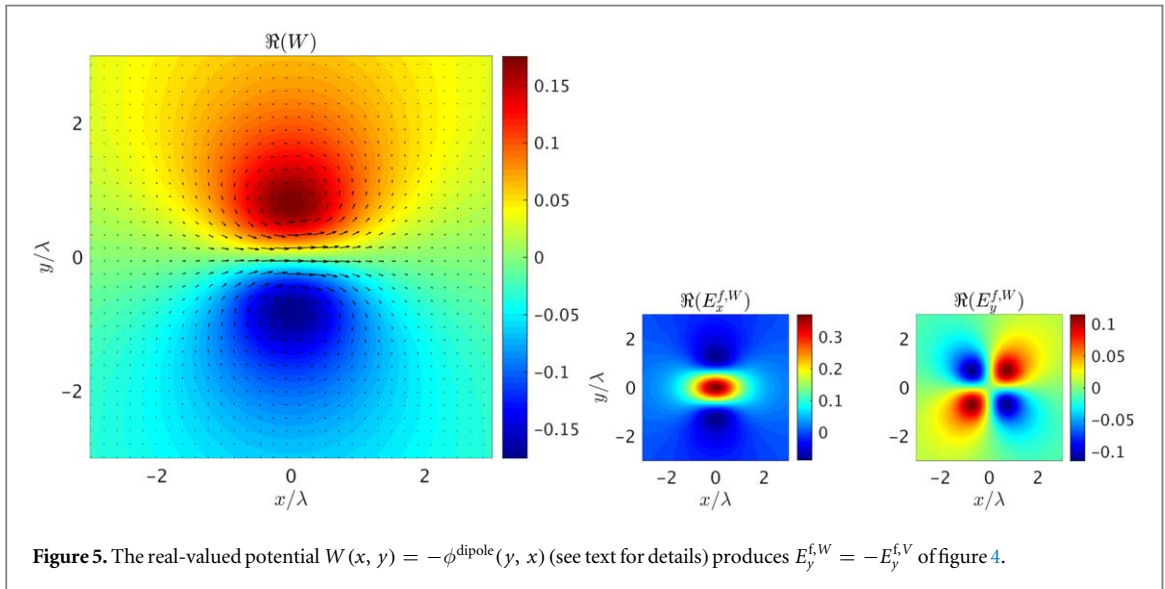 ℜ(W)
0.15
0.1
0.05
0
−0.05
−0.1
−0.15
y/λ
2
0
−2
−2 0 2
x/λ
ℜ(E_x^{f,W})
y/λ
2
0
−2
−2 0 2
x/λ
0.3
0.2
0.1
0
ℜ(E_y^{f,W})
2
0
−2
−2 0 2
x/λ
0.1
0.05
0
−0.05
−0.1
Figure 5. The real-valued potential W(x, y) = −ϕ^{dipole}(y, x) (see text for details) produces E_y^{f,W} = −E_y^{f,V} of figure 4.